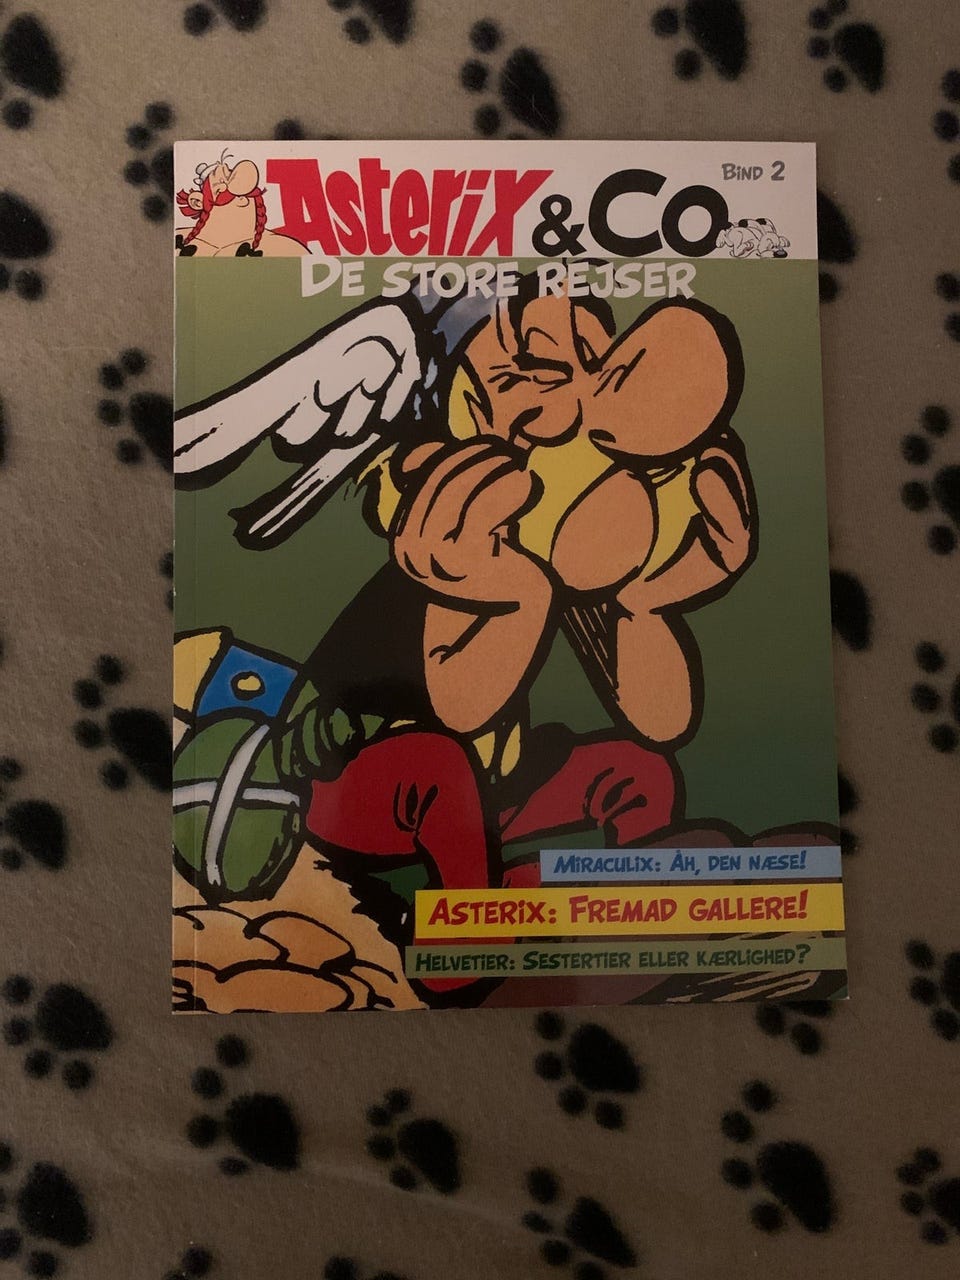 Bind 2
Asterix & Co
De store rejser
Miraculix: Åh, den næse!
Asterix: Fremad gallere!
Helvetier: Sestertier eller kærlighed?